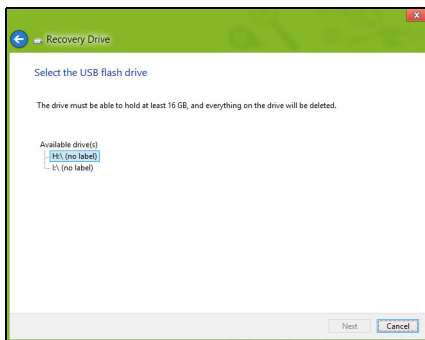 Recovery Drive
Select the USB flash drive
The drive must be able to hold at least 16 GB, and everything on the drive will be deleted.
Available drive(s)
H:\ (no label)
I:\ (no label)
Next
Cancel